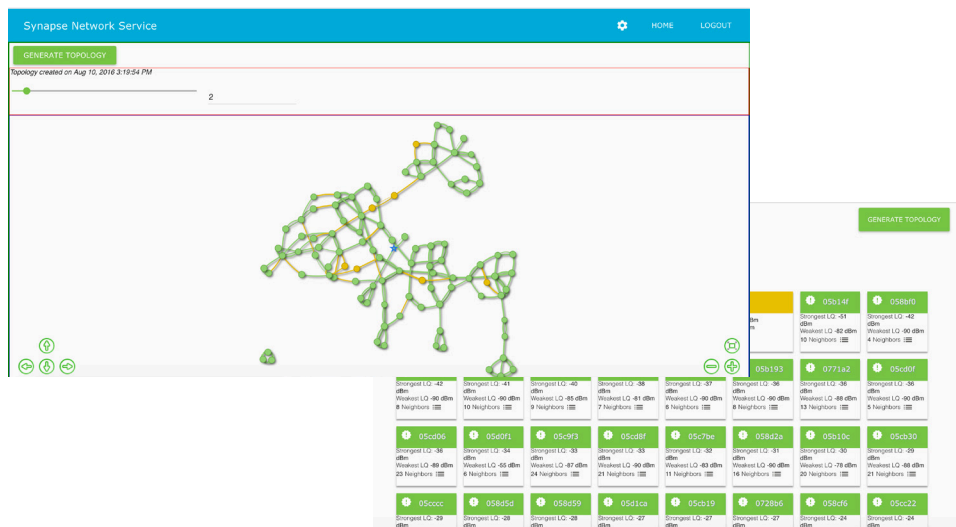 Synapse Network Service
HOME
LOGOUT
GENERATE TOPOLOGY
Topology created on Aug 10, 2016 3:19:54 PM
2
GENERATE TOPOLOGY
05b14f
058bf0
Strongest LQ -51
Strongest LQ -42
dBm
dBm
dBm
Weakest LQ -82 dBm
Weakest LQ -90 dBm
10 Neighbors
4 Neighbors
05b193
0771a2
05cd0f
Strongest LQ -42
Strongest LQ -41
Strongest LQ -40
Strongest LQ -38
Strongest LQ -37
Strongest LQ -36
Strongest LQ -36
Strongest LQ -36
dBm
dBm
dBm
dBm
dBm
dBm
dBm
dBm
Weakest LQ -90 dBm
Weakest LQ -90 dBm
Weakest LQ -85 dBm
Weakest LQ -81 dBm
Weakest LQ -90 dBm
Weakest LQ -90 dBm
Weakest LQ -88 dBm
Weakest LQ -90 dBm
8 Neighbors
10 Neighbors
9 Neighbors
7 Neighbors
6 Neighbors
8 Neighbors
13 Neighbors
5 Neighbors
05cd06
05d0f1
05c9f3
05cd8f
05c7be
058d2a
05b10c
05cb30
Strongest LQ -36
Strongest LQ -34
Strongest LQ -33
Strongest LQ -33
Strongest LQ -32
Strongest LQ -31
Strongest LQ -30
Strongest LQ -29
dBm
dBm
dBm
dBm
dBm
dBm
dBm
dBm
Weakest LQ -89 dBm
Weakest LQ -55 dBm
Weakest LQ -87 dBm
Weakest LQ -90 dBm
Weakest LQ -83 dBm
Weakest LQ -90 dBm
Weakest LQ -78 dBm
Weakest LQ -88 dBm
23 Neighbors
6 Neighbors
24 Neighbors
21 Neighbors
11 Neighbors
16 Neighbors
20 Neighbors
21 Neighbors
05cccc
058d5d
058d59
05d1ca
05cb19
0728b6
058cf6
05cc22
Strongest LQ -29
Strongest LQ -28
Strongest LQ -28
Strongest LQ -27
Strongest LQ -27
Strongest LQ -27
Strongest LQ -24
Strongest LQ -24
dBm
dBm
dBm
dBm
dBm
dBm
dBm
dBm